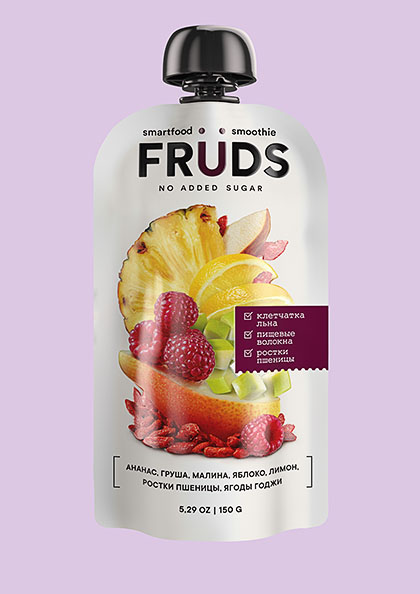 smartfood smoothie
FRÜDS
NO ADDED SUGAR
клетчатка
льна
пищевые
волокна
ростки
пшеницы
АНАНАС, ГРУША, МАЛИНА, ЯБЛОКО, ЛИМОН,
РОСТКИ ПШЕНИЦЫ, ЯГОДЫ ГОДЖИ
5,29 OZ | 150 G